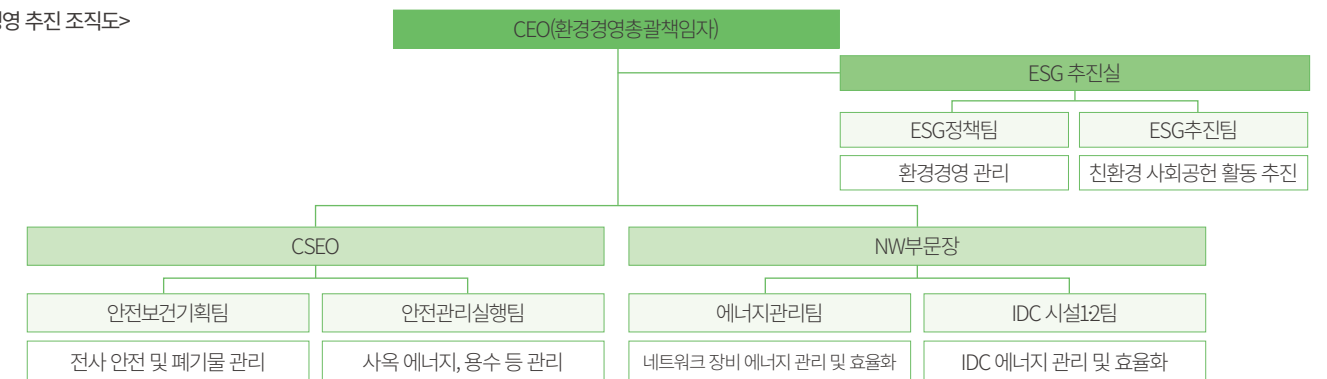 영 추진 조직도>
CEO(환경경영총괄책임자)
ESG 추진실
ESG정책팀
ESG추진팀
환경경영 관리
친환경 사회공헌 활동 추진
CSEO
NW부문장
안전보건기획팀
안전관리실행팀
에너지관리팀
IDC 시설1·2팀
전사 안전 및 폐기물 관리
사옥 에너지, 용수 등 관리
네트워크 장비 에너지 관리 및 효율화
IDC 에너지 관리 및 효율화